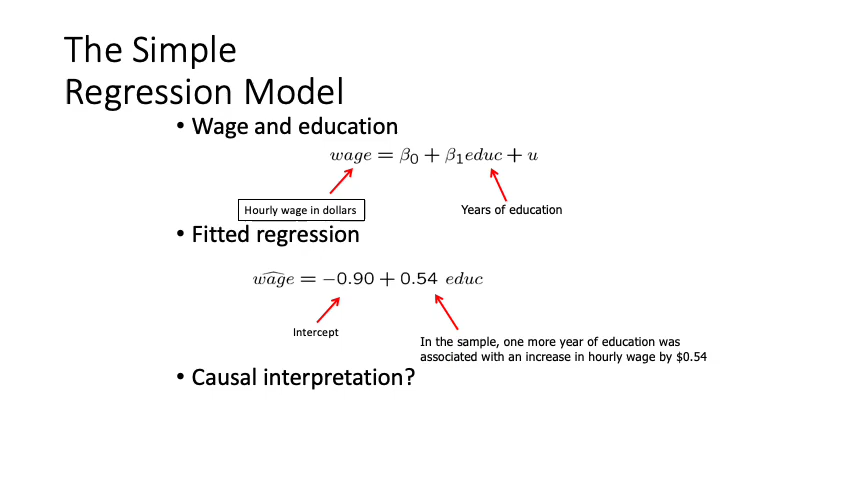 The Simple
Regression Model
• Wage and education
wage = β₀ + β₁educ + u
Hourly wage in dollars
Years of education
• Fitted regression
wagê = −0.90 + 0.54 educ
Intercept
In the sample, one more year of education was
associated with an increase in hourly wage by $0.54
• Causal interpretation?